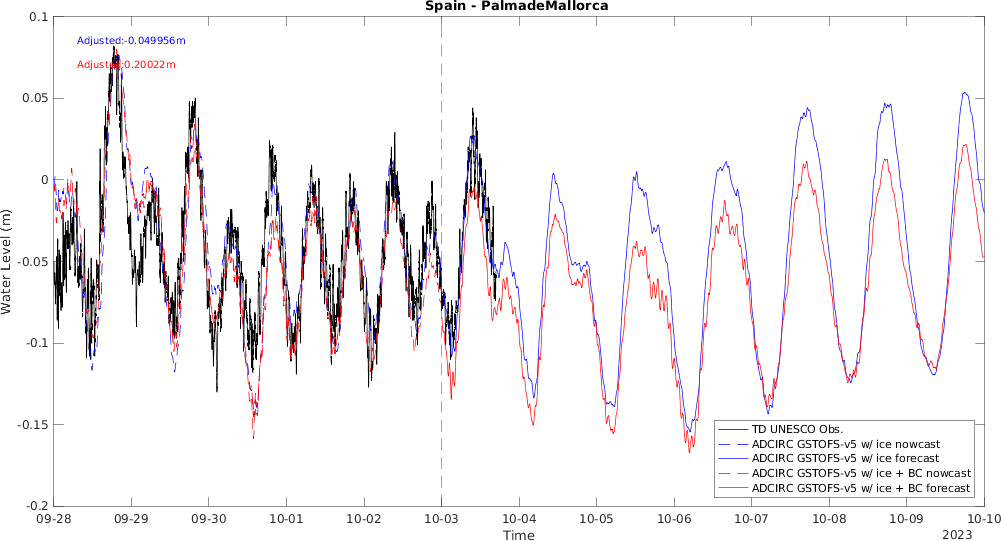 Spain - PalmadeMallorca
Adjusted:-0.049956m
Adjusted:0.20022m
0.1
0.05
0
-0.05
-0.1
-0.15
-0.2
Water Level (m)
TD UNESCO Obs.
ADCIRC GSTOFS-v5 w/ ice nowcast
ADCIRC GSTOFS-v5 w/ ice forecast
ADCIRC GSTOFS-v5 w/ ice + BC nowcast
ADCIRC GSTOFS-v5 w/ ice + BC forecast
09-28 09-29 09-30 10-01 10-02 10-03 10-04 10-05 10-06 10-07 10-08 10-09 10-10
Time
2023